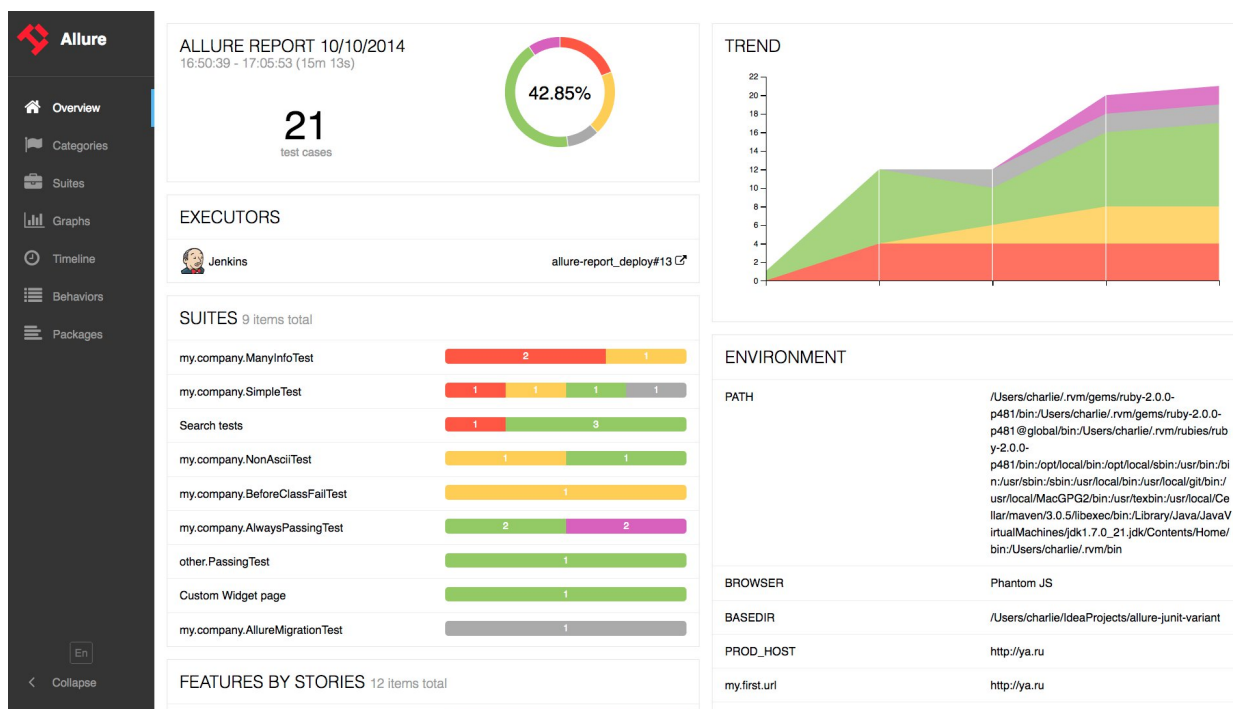 Allure
Overview
Categories
Suites
Graphs
Timeline
Behaviors
Packages
En
Collapse
ALLURE REPORT 10/10/2014
16:50:39 - 17:05:53 (15m 13s)
21
test cases
42.85%
EXECUTORS
Jenkins allure-report_deploy#13
SUITES 9 items total
my.company.ManyInfoTest 2 1
my.company.SimpleTest 1 1 1 1
Search tests 1 3
my.company.NonAsciiTest 1 1
my.company.BeforeClassFailTest 1
my.company.AlwaysPassingTest 2 2
other.PassingTest 1
Custom Widget page 1
my.company.AllureMigrationTest 1
FEATURES BY STORIES 12 items total
TREND
22
20
18
16
14
12
10
8
6
4
2
0
ENVIRONMENT
PATH /Users/charlie/.rvm/gems/ruby-2.0.0-
p481/bin:/Users/charlie/.rvm/gems/ruby-2.0.0-
p481@global/bin:/Users/charlie/.rvm/rubies/rub
y-2.0.0-
p481/bin:/opt/local/bin:/opt/local/sbin:/usr/bin:/bi
n:/usr/sbin:/sbin:/usr/local/bin:/usr/local/git/bin:/
usr/local/MacGPG2/bin:/usr/texbin:/usr/local/Ce
llar/maven/3.0.5/libexec/bin:/Library/Java/JavaV
irtualMachines/jdk1.7.0_21.jdk/Contents/Home/
bin:/Users/charlie/.rvm/bin
BROWSER Phantom JS
BASEDIR /Users/charlie/IdeaProjects/allure-junit-variant
PROD_HOST http://ya.ru
my.first.url http://ya.ru